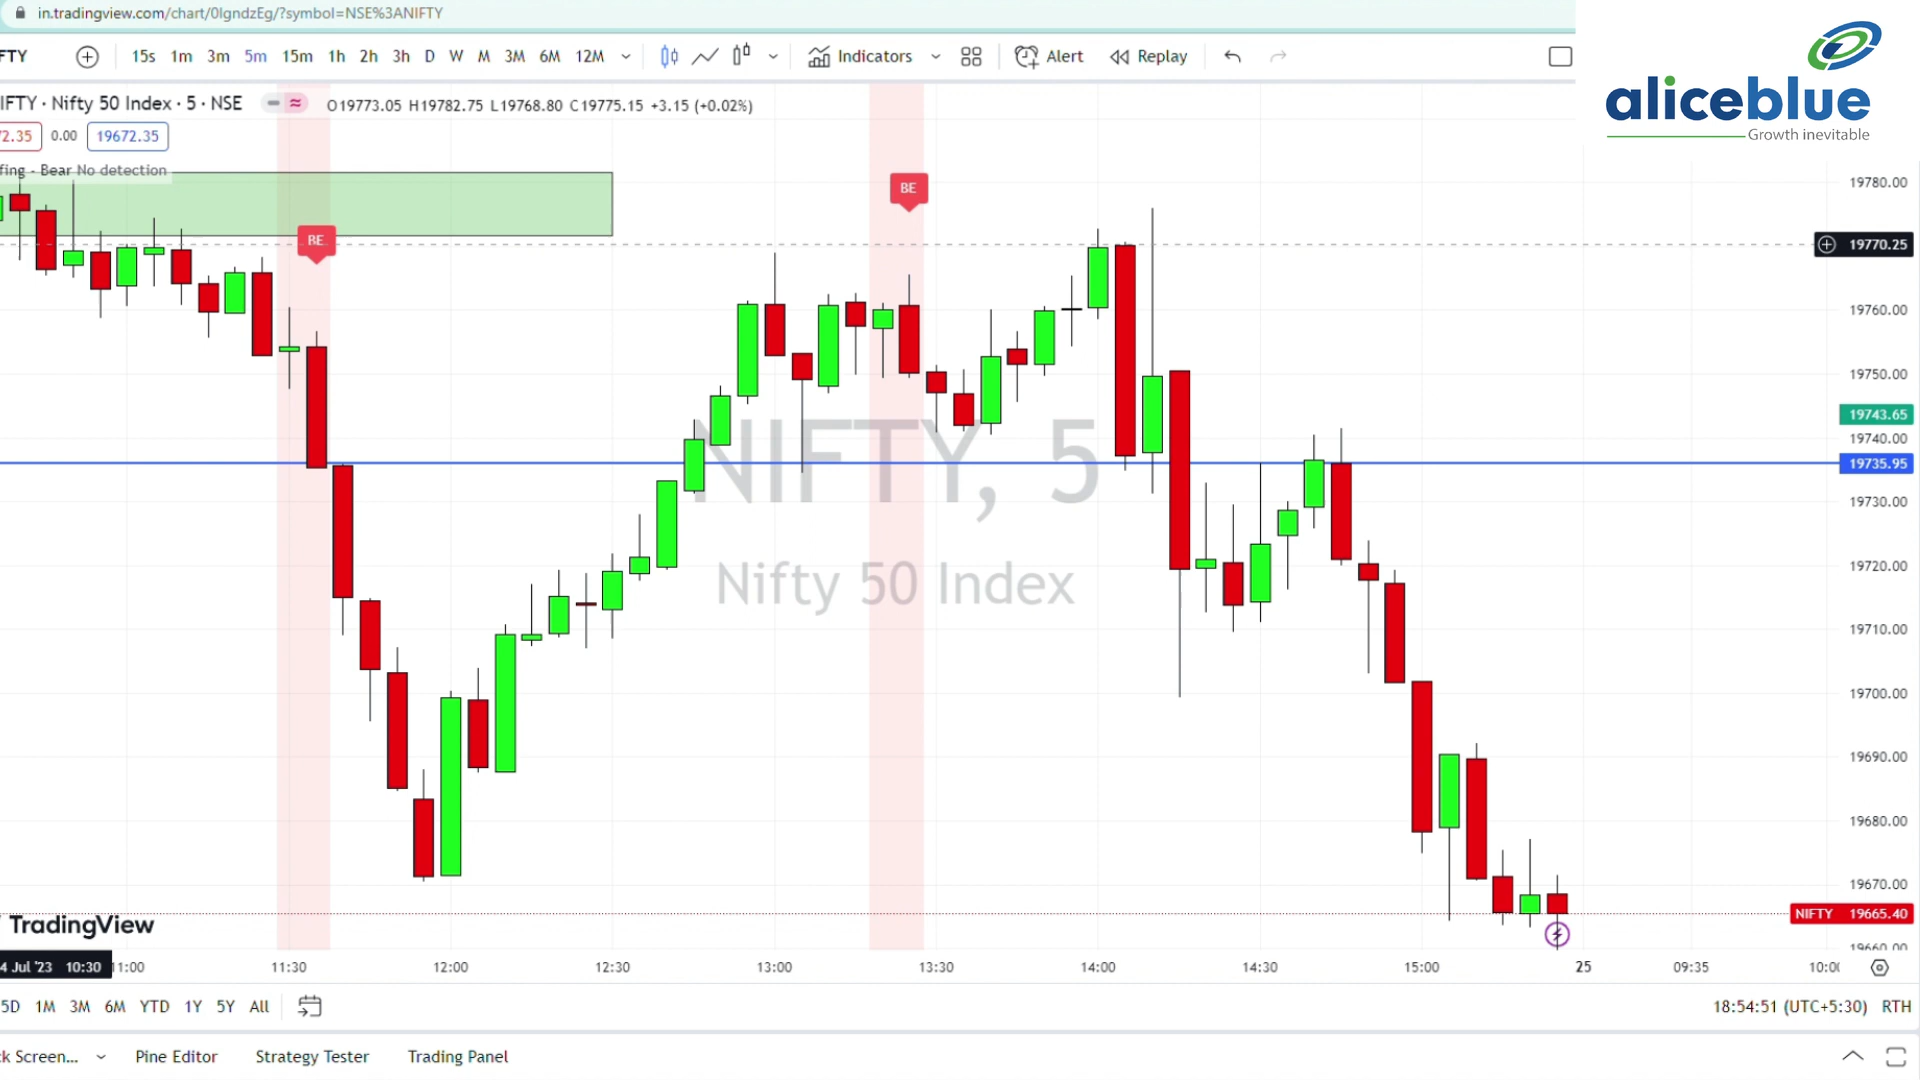 in.tradingview.com/chart/0IgndzEg/?symbol=NSE%3ANIFTY
FTY 15s 1m 3m 5m 15m 1h 2h 3h D W M 3M 6M 12M Indicators Alert Replay
aliceblue
Growth inevitable
IFTY · Nifty 50 Index · 5 · NSE O19773.05 H19782.75 L19768.80 C19775.15 +3.15 (+0.02%)
72.35 0.00 19672.35
fing - Bear No detection
BE
BE
NIFTY, 5
Nifty 50 Index
19780.00
19770.25
19760.00
19750.00
19743.65
19740.00
19735.95
19730.00
19720.00
19710.00
19700.00
19690.00
19680.00
19670.00
NIFTY 19665.40
19660.00
TradingView
4 Jul '23 10:30 11:00 11:30 12:00 12:30 13:00 13:30 14:00 14:30 15:00 25 09:35 10:00
5D 1M 3M 6M YTD 1Y 5Y All 18:54:51 (UTC+5:30) RTH
k Screen... Pine Editor Strategy Tester Trading Panel